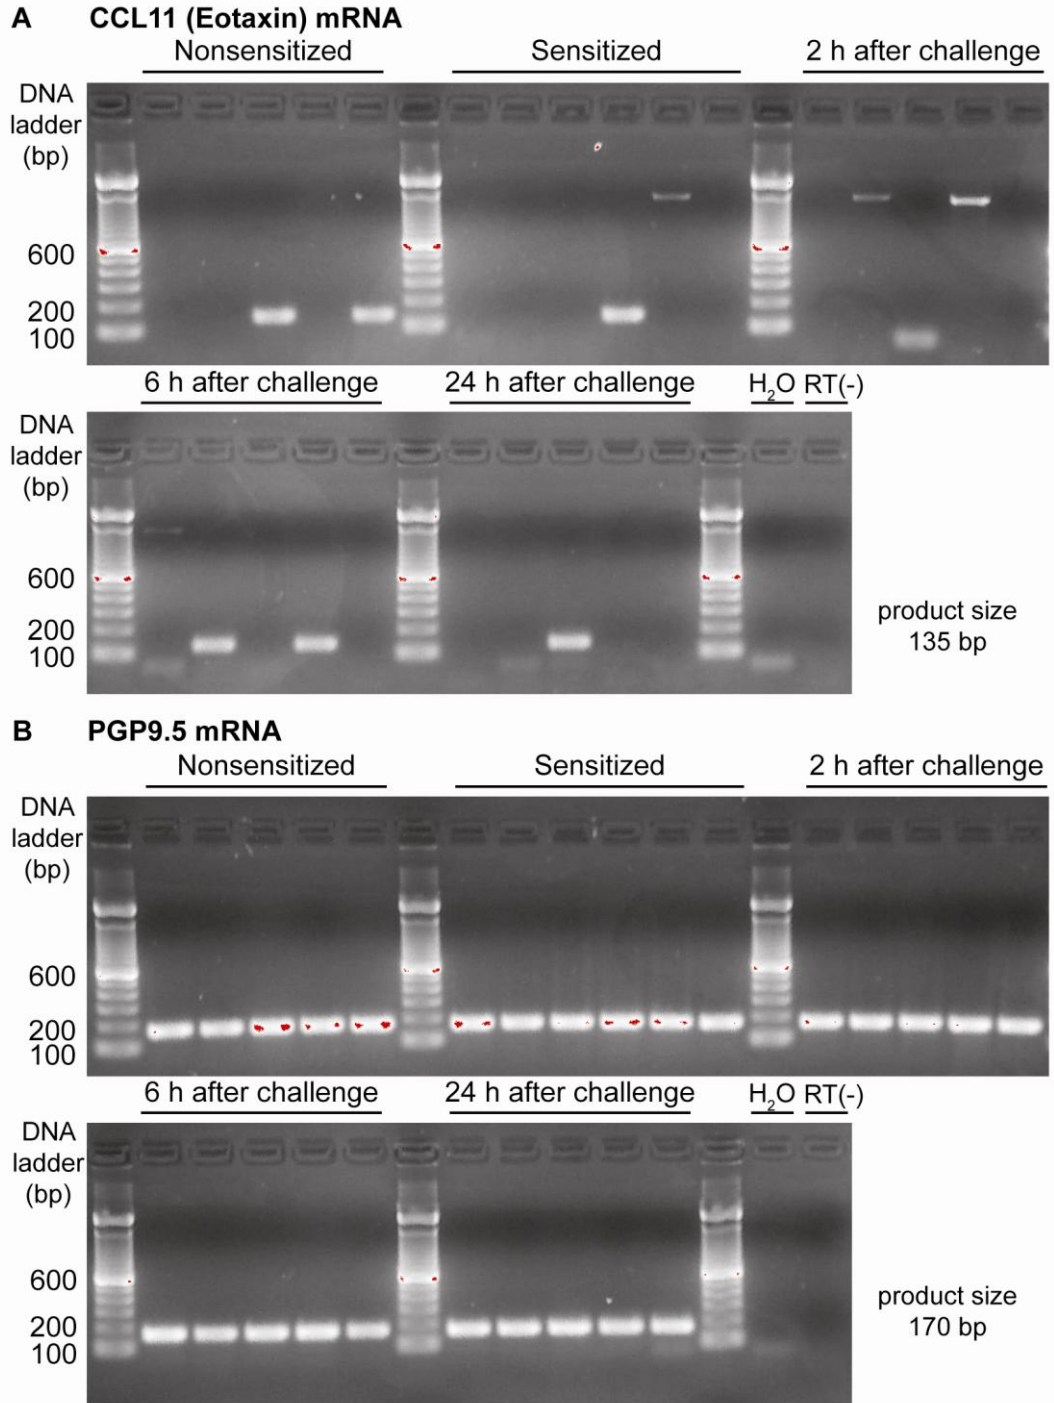 A CCL11 (Eotaxin) mRNA
Nonsensitized Sensitized 2 h after challenge
DNA
ladder
(bp)
600
200
100
6 h after challenge 24 h after challenge H₂O RT(-)
DNA
ladder
(bp)
600
200
100
product size
135 bp
B PGP9.5 mRNA
Nonsensitized Sensitized 2 h after challenge
DNA
ladder
(bp)
600
200
100
6 h after challenge 24 h after challenge H₂O RT(-)
DNA
ladder
(bp)
600
200
100
product size
170 bp